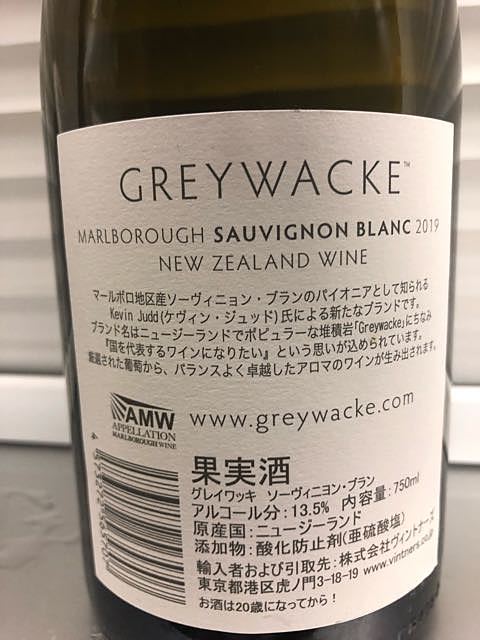 GREYWACKE™
MARLBOROUGH SAUVIGNON BLANC 2019
NEW ZEALAND WINE
マールボロ地区産ソーヴィニョン・ブランのパイオニアとして知られる
Kevin Judd(ケヴィン・ジュッド)氏による新たなブランドです。
ブランド名はニュージーランドでポピュラーな堆積岩「Greywacke」にちなみ
『国を代表するワインになりたい』という思いが込められています。
厳選された葡萄から、バランスよく卓越したアロマのワインが生み出されます。
AMW
APPELLATION
MARLBOROUGH WINE
www.greywacke.com
果実酒
グレイワッキ ソーヴィニヨン・ブラン
アルコール分:13.5% 内容量:750ml
原産国:ニュージーランド
添加物:酸化防止剤(亜硫酸塩)
輸入者および引取先:株式会社ヴィントナーズ
東京都港区虎ノ門3-18-19 www.vintners.co.jp
お酒は20歳になってから!